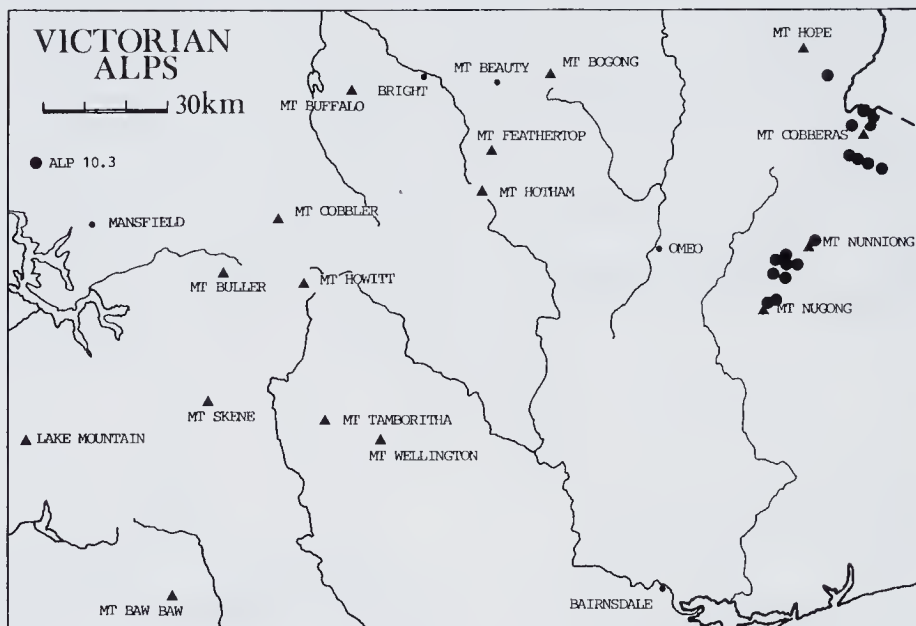 VICTORIAN
ALPS
30km
ALP 10.3
MT HOPE
MT BOGONG
MT BEAUTY
BRIGHT
MT BUFFALO
MT COBBERAS
MT FEATHERTOP
MT HOTHAM
MT COBBLER
MANSFIELD
OMEO
MT NUNNIONG
MT BULLER
MT HOWITT
MT NUGONG
MT SKENE
MT TAMBORITHA
LAKE MOUNTAIN
MT WELLINGTON
BAIRNSDALE
MT BAW BAW